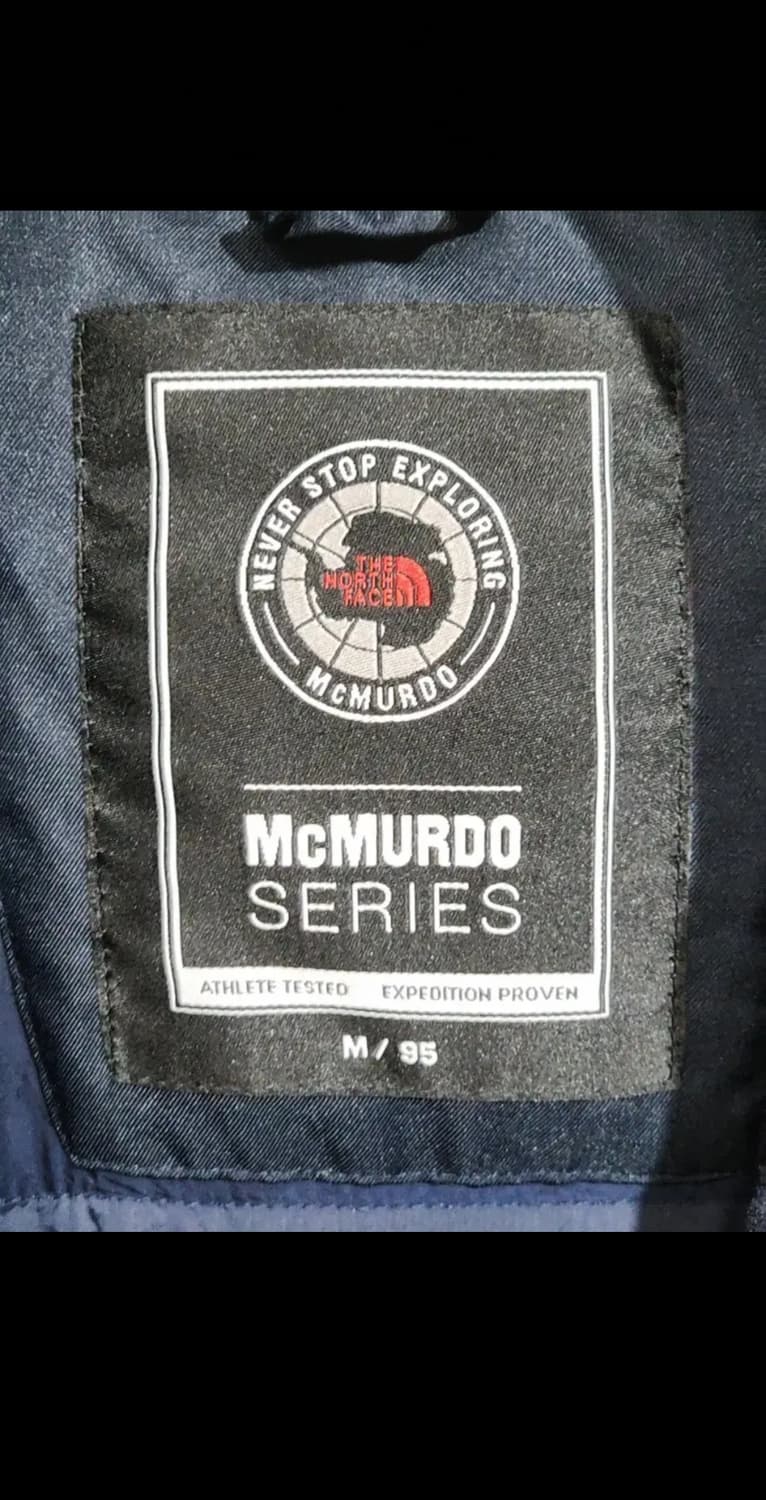 NEVER STOP EXPLORING
THE
NORTH
FACE
McMURDO
McMURDO
SERIES
ATHLETE TESTED EXPEDITION PROVEN
M / 95